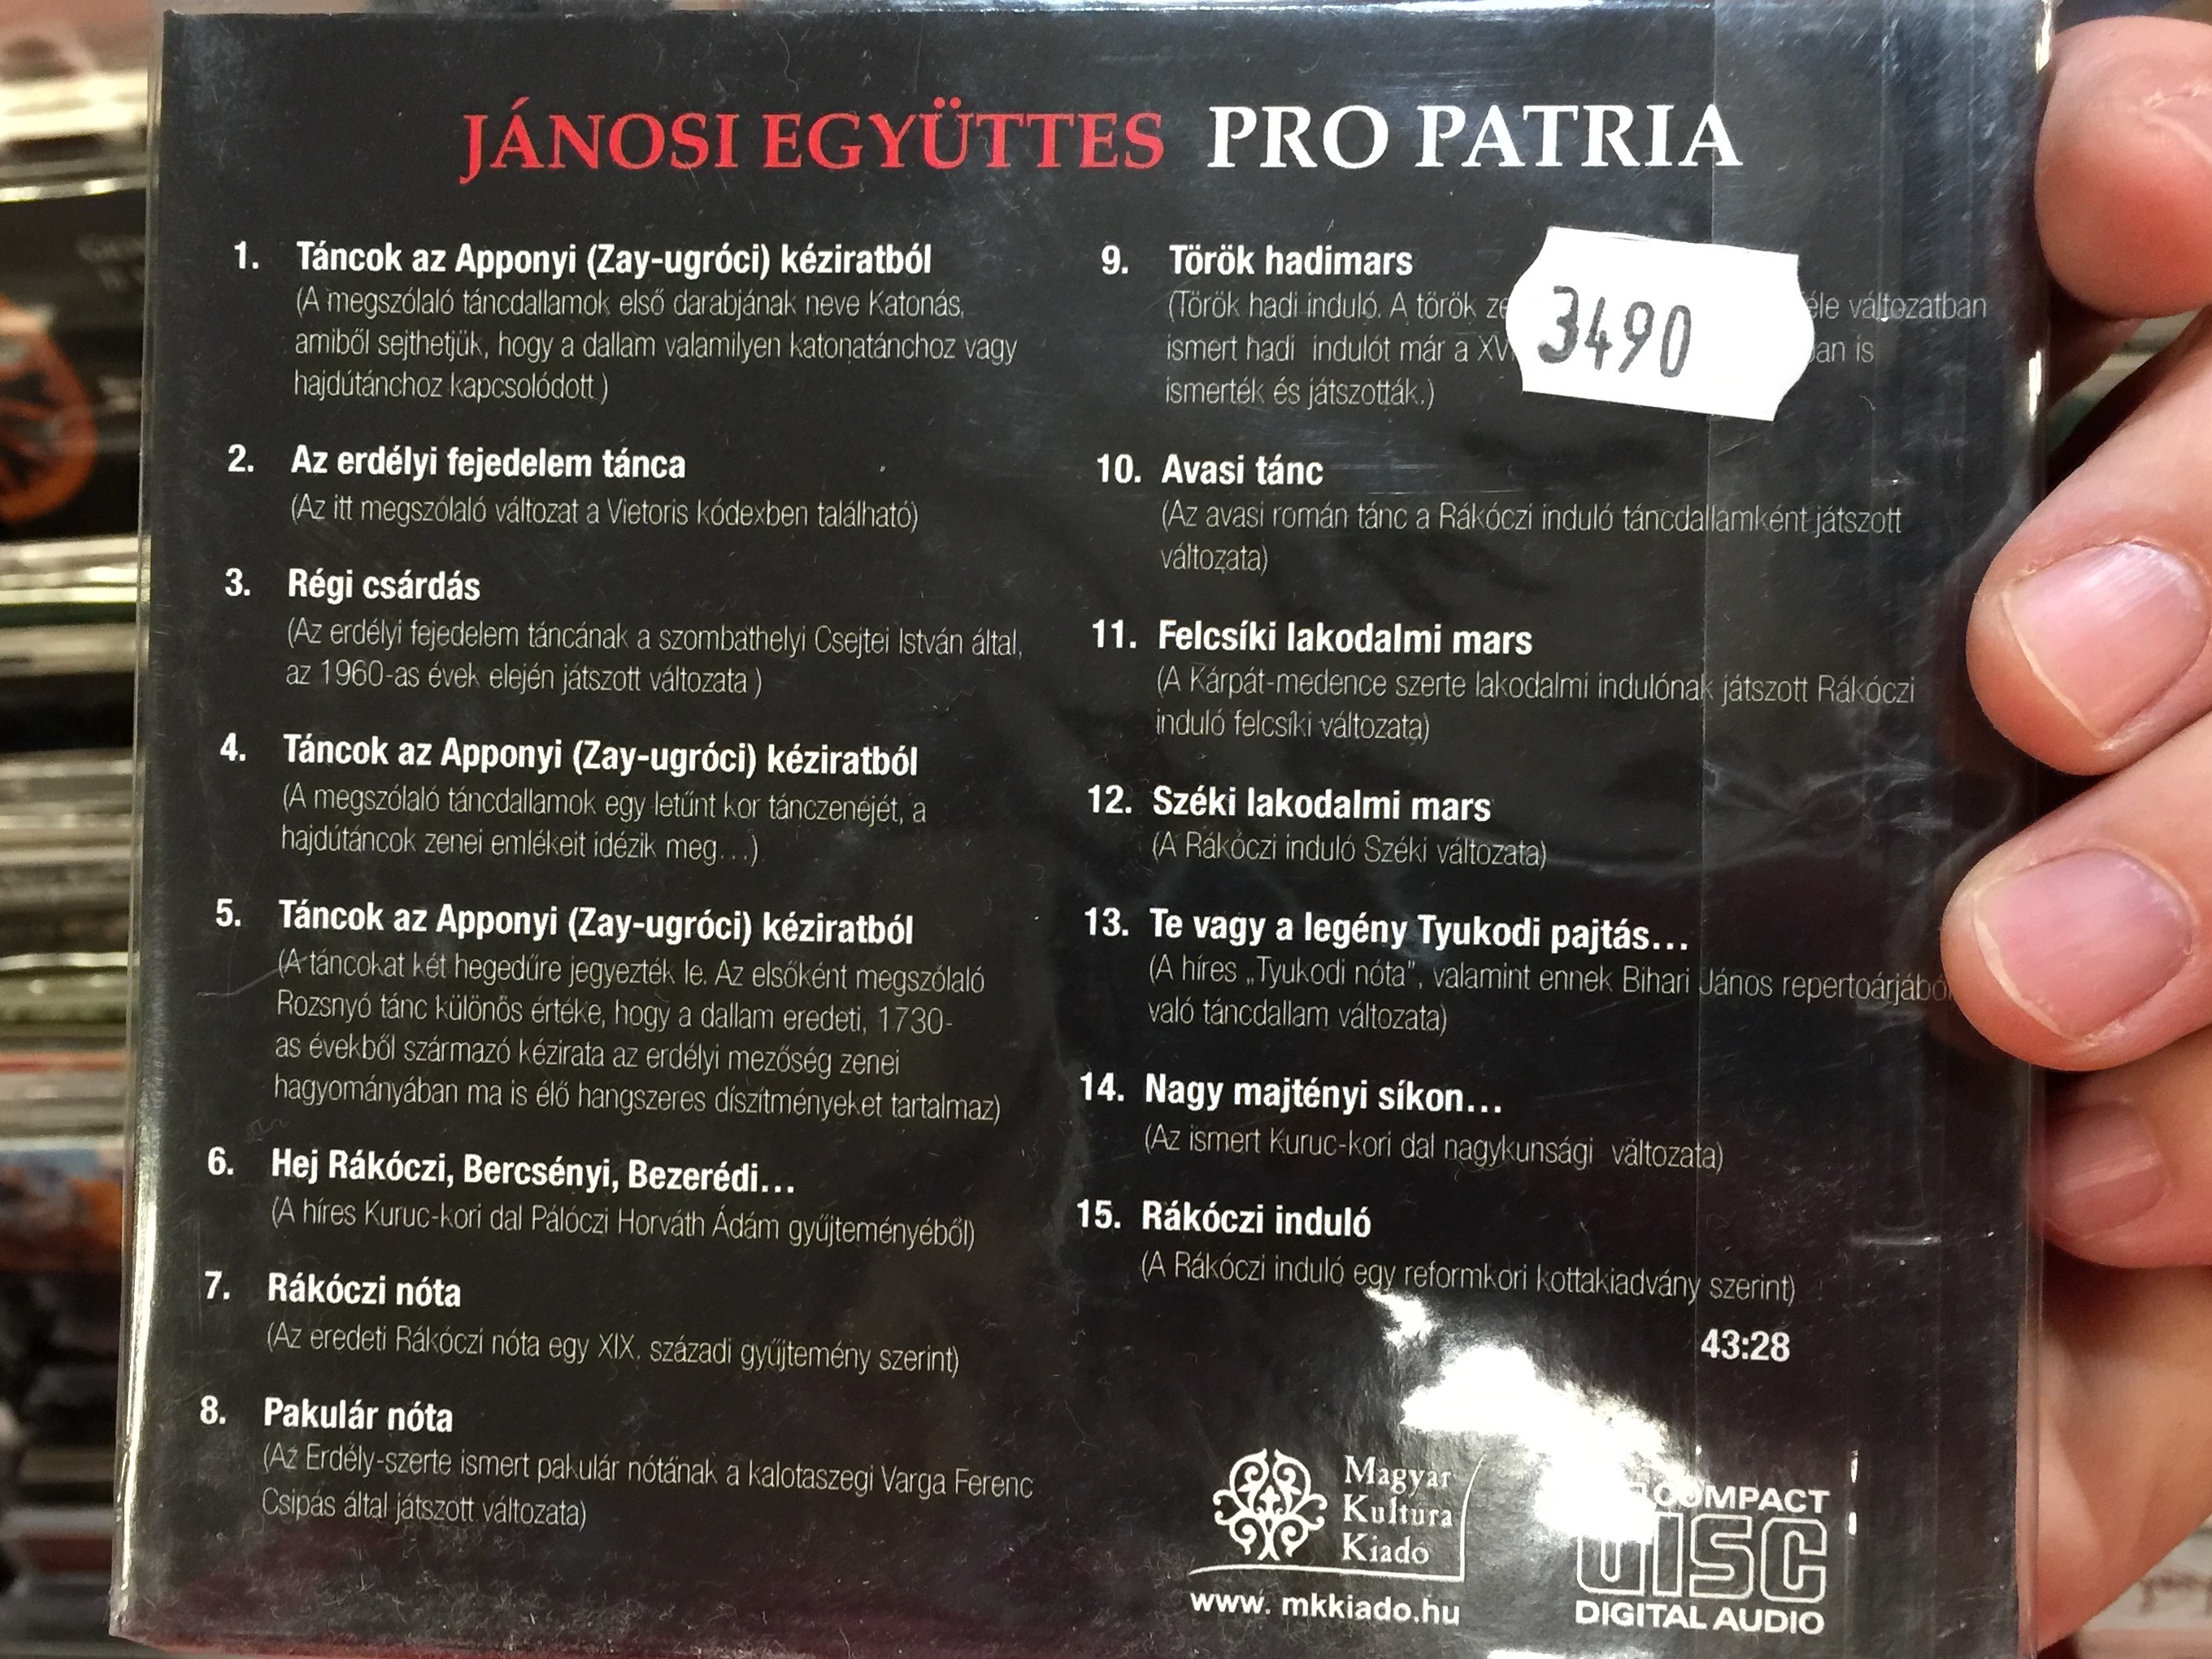 JÁNOSI EGYÜTTES PRO PATRIA
1. Táncok az Apponyi (Zay-ugróci) kéziratból
(A megszólaló táncdallamok első darabjának neve Katonás,
amiből sejthetjük, hogy a dallam valamilyen katonatánchoz vagy
hajdútánchoz kapcsolódott )
2. Az erdélyi fejedelem tánca
(Az itt megszólaló változat a Vietoris kódexben található)
3. Régi csárdás
(Az erdélyi fejedelem táncának a szombathelyi Csejtei István által,
az 1960-as évek elején játszott változata )
4. Táncok az Apponyi (Zay-ugróci) kéziratból
(A megszólaló táncdallamok egy letűnt kor tánczenéjét, a
hajdútáncok zenei emlékeit idézik meg...)
5. Táncok az Apponyi (Zay-ugróci) kéziratból
(A táncokat két hegedűre jegyezték le. Az elsőként megszólaló
Rozsnyó tánc különös értéke, hogy a dallam eredeti, 1730-
as évekből származó kézirata az erdélyi mezőség zenei
hagyományában ma is élő hangszeres díszítményeket tartalmaz)
6. Hej Rákóczi, Bercsényi, Bezerédi...
(A híres Kuruc-kori dal Pálóczi Horváth Ádám gyűjteményéből)
7. Rákóczi nóta
(Az eredeti Rákóczi nóta egy XIX. századi gyűjtemény szerint)
8. Pakulár nóta
(Az Erdély-szerte ismert pakulár nótának a kalotaszegi Varga Ferenc
Csipás által játszott változata)
9. Török hadimars
(Török hadi induló. A török változatban
ismert hadi indulót már a is
ismerték és játszották.)
3490
10. Avasi tánc
(Az avasi román tánc a Rákóczi induló táncdallamként játszott
változata)
11. Felcsíki lakodalmi mars
(A Kárpát-medence szerte lakodalmi indulónak játszott Rákóczi
induló felcsíki változata)
12. Széki lakodalmi mars
(A Rákóczi induló Széki változata)
13. Te vagy a legény Tyukodi pajtás...
(A híres „Tyukodi nóta", valamint ennek Bihari János repertoárjából
való táncdallam változata)
14. Nagy majtényi síkon...
(Az ismert Kuruc-kori dal nagykunsági változata)
15. Rákóczi induló
(A Rákóczi induló egy reformkori kottakiadvány szerint)
43:28
Magyar
Kultúra
Kiadó
www. mkkiado.hu
COMPACT
DISC
DIGITAL AUDIO